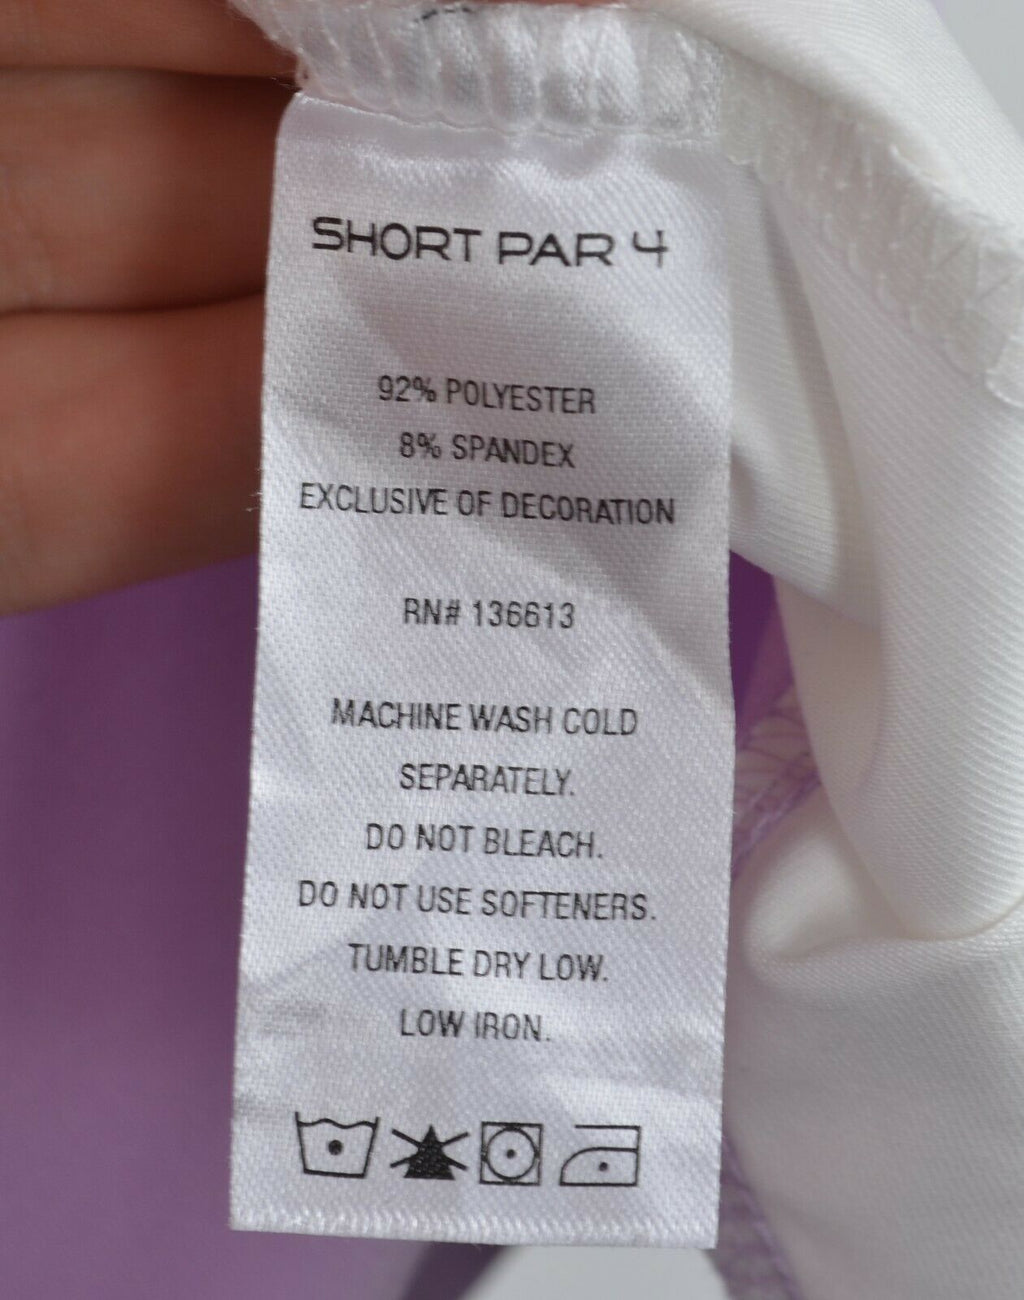 SHORT PAR 4
92% POLYESTER
8% SPANDEX
EXCLUSIVE OF DECORATION
RN# 136613
MACHINE WASH COLD
SEPARATELY.
DO NOT BLEACH.
DO NOT USE SOFTENERS.
TUMBLE DRY LOW.
LOW IRON.